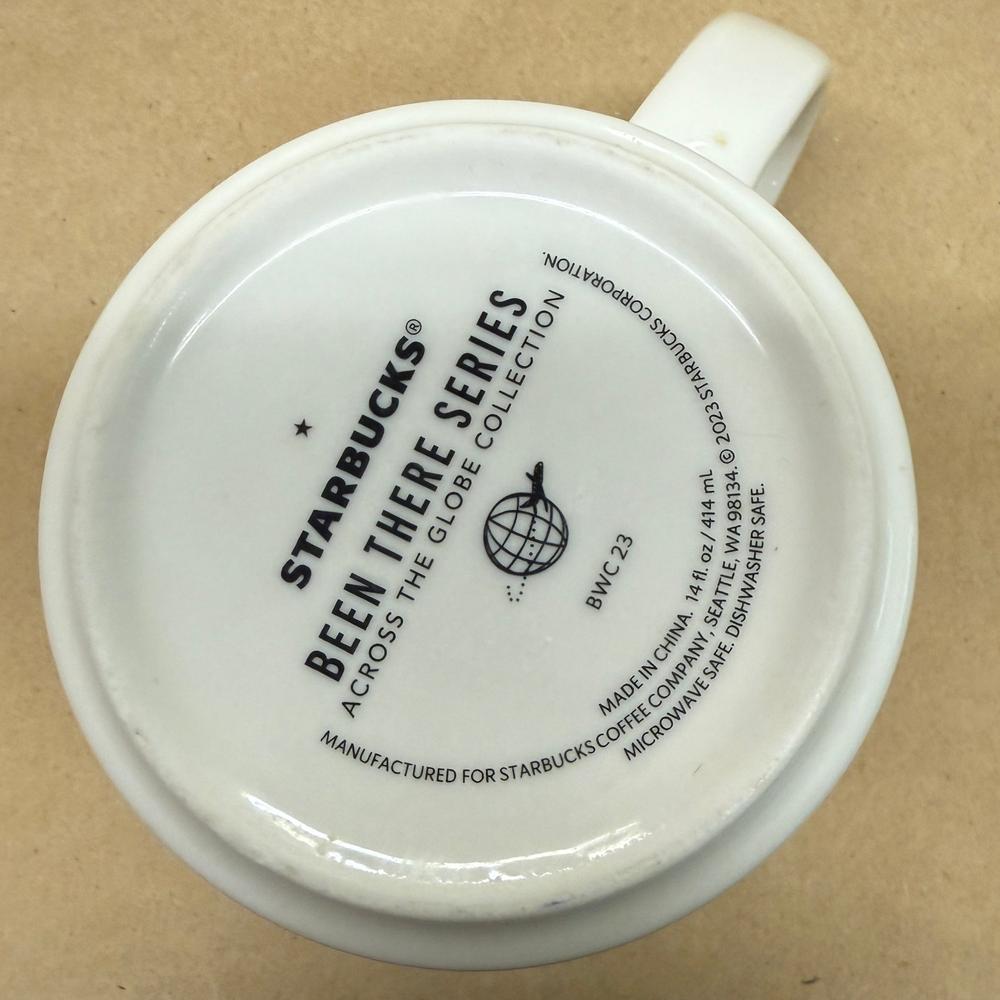 STARBUCKS®
BEEN THERE SERIES
ACROSS THE GLOBE COLLECTION
BWC 23
MADE IN CHINA. 14 fl. oz / 414 mL
MANUFACTURED FOR STARBUCKS COFFEE COMPANY, SEATTLE, WA 98134. © 2023 STARBUCKS CORPORATION.
MICROWAVE SAFE. DISHWASHER SAFE.